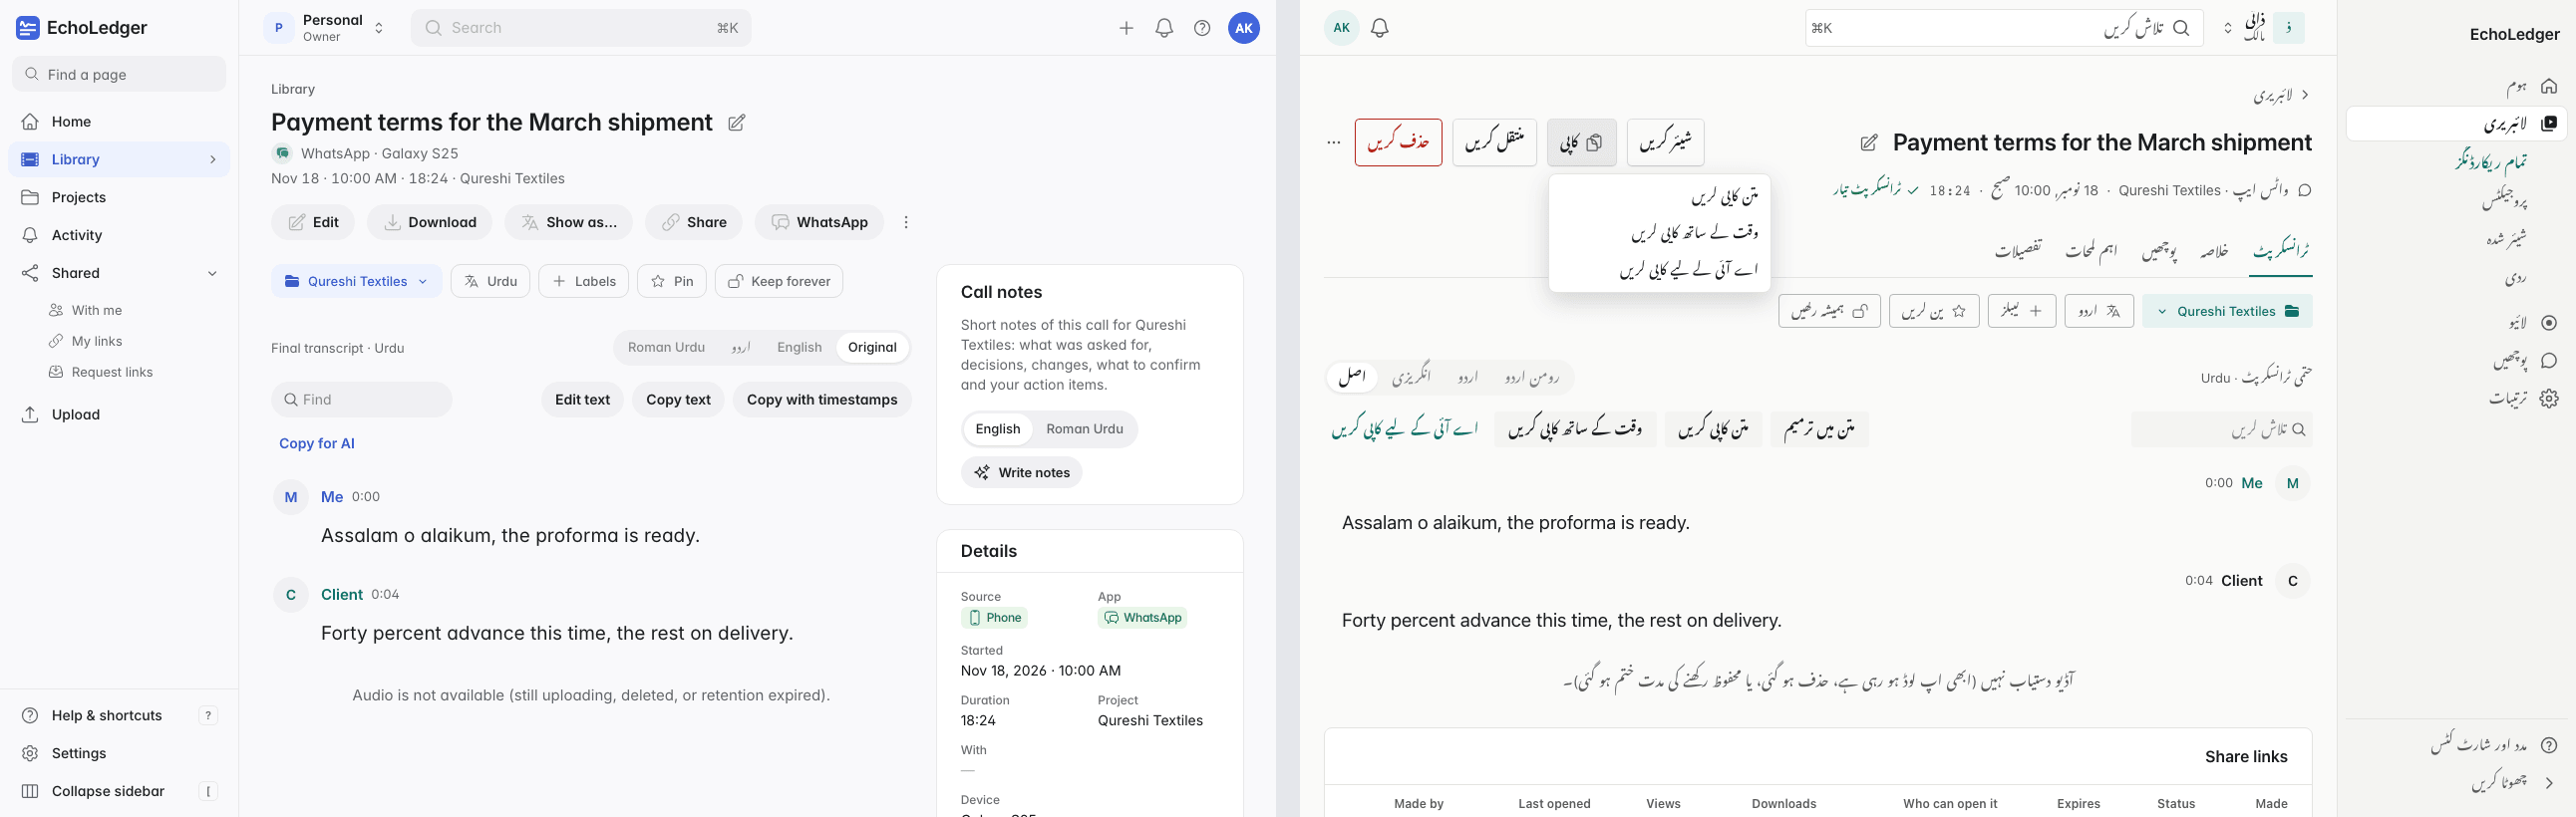 EchoLedger
Find a page
Home
Library
Projects
Activity
Shared
With me
My links
Request links
Upload
Help & shortcuts ?
Settings
Collapse sidebar [
P Personal
Owner
Search ⌘K
AK
Library
Payment terms for the March shipment
WhatsApp · Galaxy S25
Nov 18 · 10:00 AM · 18:24 · Qureshi Textiles
Edit Download Show as... Share WhatsApp
Qureshi Textiles Urdu Labels Pin Keep forever
Final transcript · Urdu
Roman Urdu اردو English Original
Find Edit text Copy text Copy with timestamps
Copy for AI
M Me 0:00
Assalam o alaikum, the proforma is ready.
C Client 0:04
Forty percent advance this time, the rest on delivery.
Audio is not available (still uploading, deleted, or retention expired).
Call notes
Short notes of this call for Qureshi
Textiles: what was asked for,
decisions, changes, what to confirm
and your action items.
English Roman Urdu
Write notes
Details
Source App
Phone WhatsApp
Started
Nov 18, 2026 · 10:00 AM
Duration Project
18:24 Qureshi Textiles
With
—
Device
EchoLedger
ہوم
لائبریری
تمام ریکارڈنگز
پروجیکٹس
شیئر شدہ
ردی
لائیو
پوچھیں
ترتیبات
مدد اور شارٹ کٹس
چھوٹا کریں
ذ ذاتی
مالک
تلاش کریں ⌘K
AK
لائبریری
Payment terms for the March shipment
شیئر کریں کاپی منتقل کریں حذف کریں
متن کاپی کریں
وقت کے ساتھ کاپی کریں
اے آئی کے لیے کاپی کریں
واٹس ایپ · Qureshi Textiles · 18 نومبر, 10:00 صبح · 18:24 · ٹرانسکرپٹ تیار
ٹرانسکرپٹ خلاصہ پوچھیں اہم لمحات تفصیلات
Qureshi Textiles اردو لیبلز پن کریں ہمیشہ رکھیں
حتمی ٹرانسکرپٹ · Urdu
رومن اردو اردو انگریزی اصل
تلاش کریں متن میں ترمیم متن کاپی کریں وقت کے ساتھ کاپی کریں اے آئی کے لیے کاپی کریں
M Me 0:00
Assalam o alaikum, the proforma is ready.
C Client 0:04
Forty percent advance this time, the rest on delivery.
آڈیو دستیاب نہیں (ابھی اپ لوڈ ہو رہی ہے، حذف ہو گئی، یا محفوظ رکھنے کی مدت ختم ہو گئی)۔
Share links
Made Status Expires Who can open it Downloads Views Last opened Made by